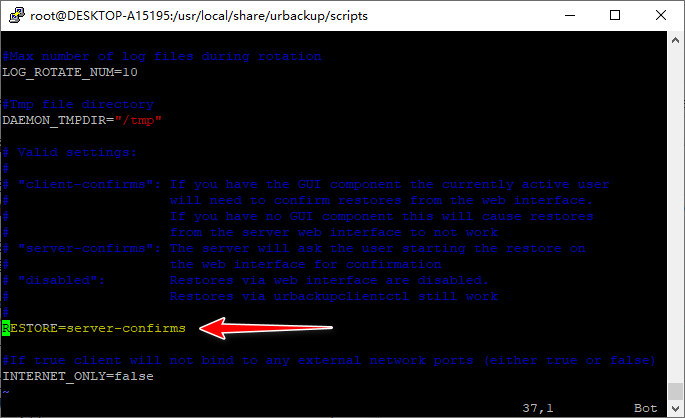 root@DESKTOP-A15195:/usr/local/share/urbackup/scripts
#Max number of log files during rotation
LOG_ROTATE_NUM=10
#Tmp file directory
DAEMON_TMPDIR="/tmp"
# Valid settings:
#
# "client-confirms": If you have the GUI component the currently active user
#                    will need to confirm restores from the web interface.
#                    If you have no GUI component this will cause restores
#                    from the server web interface to not work
# "server-confirms": The server will ask the user starting the restore on
#                    the web interface for confirmation
# "disabled":        Restores via web interface are disabled.
#                    Restores via urbackupclientctl still work
#
RESTORE=server-confirms
#If true client will not bind to any external network ports (either true or false)
INTERNET_ONLY=false
~
37,1 Bot